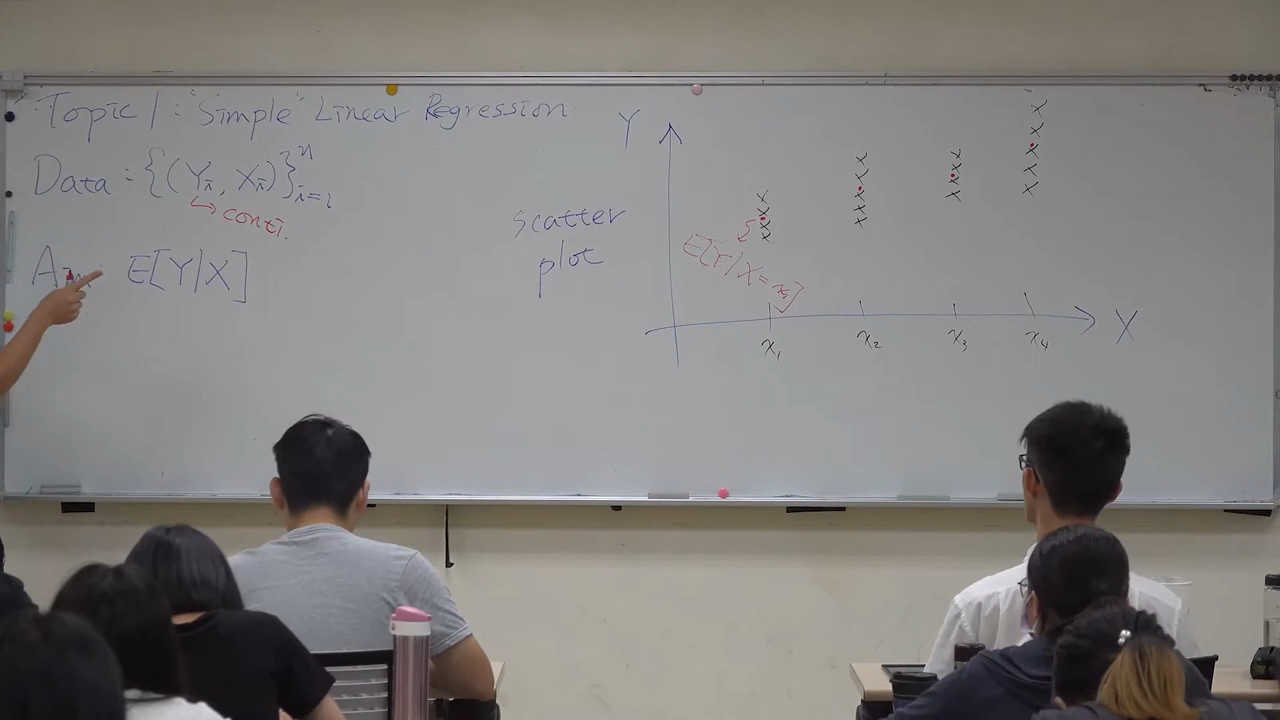 Topic 1 : "Simple" Linear Regression
Data : {(Yi, Xi)}ⁿi=1
↳ conti.
E[Y|X]
scatter
plot
Y
E[Y|X=x1]
X
x1 x2 x3 x4